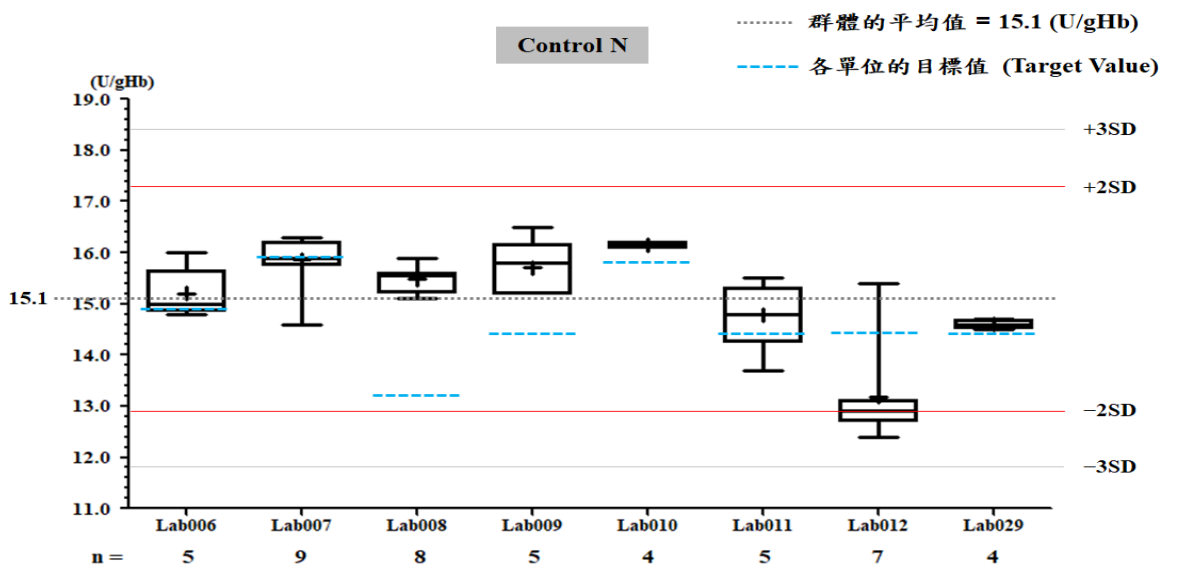 群體的平均值 = 15.1 (U/gHb)
Control N
各單位的目標值 (Target Value)
(U/gHb)
19.0
+3SD
18.0
+2SD
17.0
16.0
15.1
15.0
14.0
13.0
−2SD
12.0
−3SD
11.0
Lab006 Lab007 Lab008 Lab009 Lab010 Lab011 Lab012 Lab029
n = 5 9 8 5 4 5 7 4